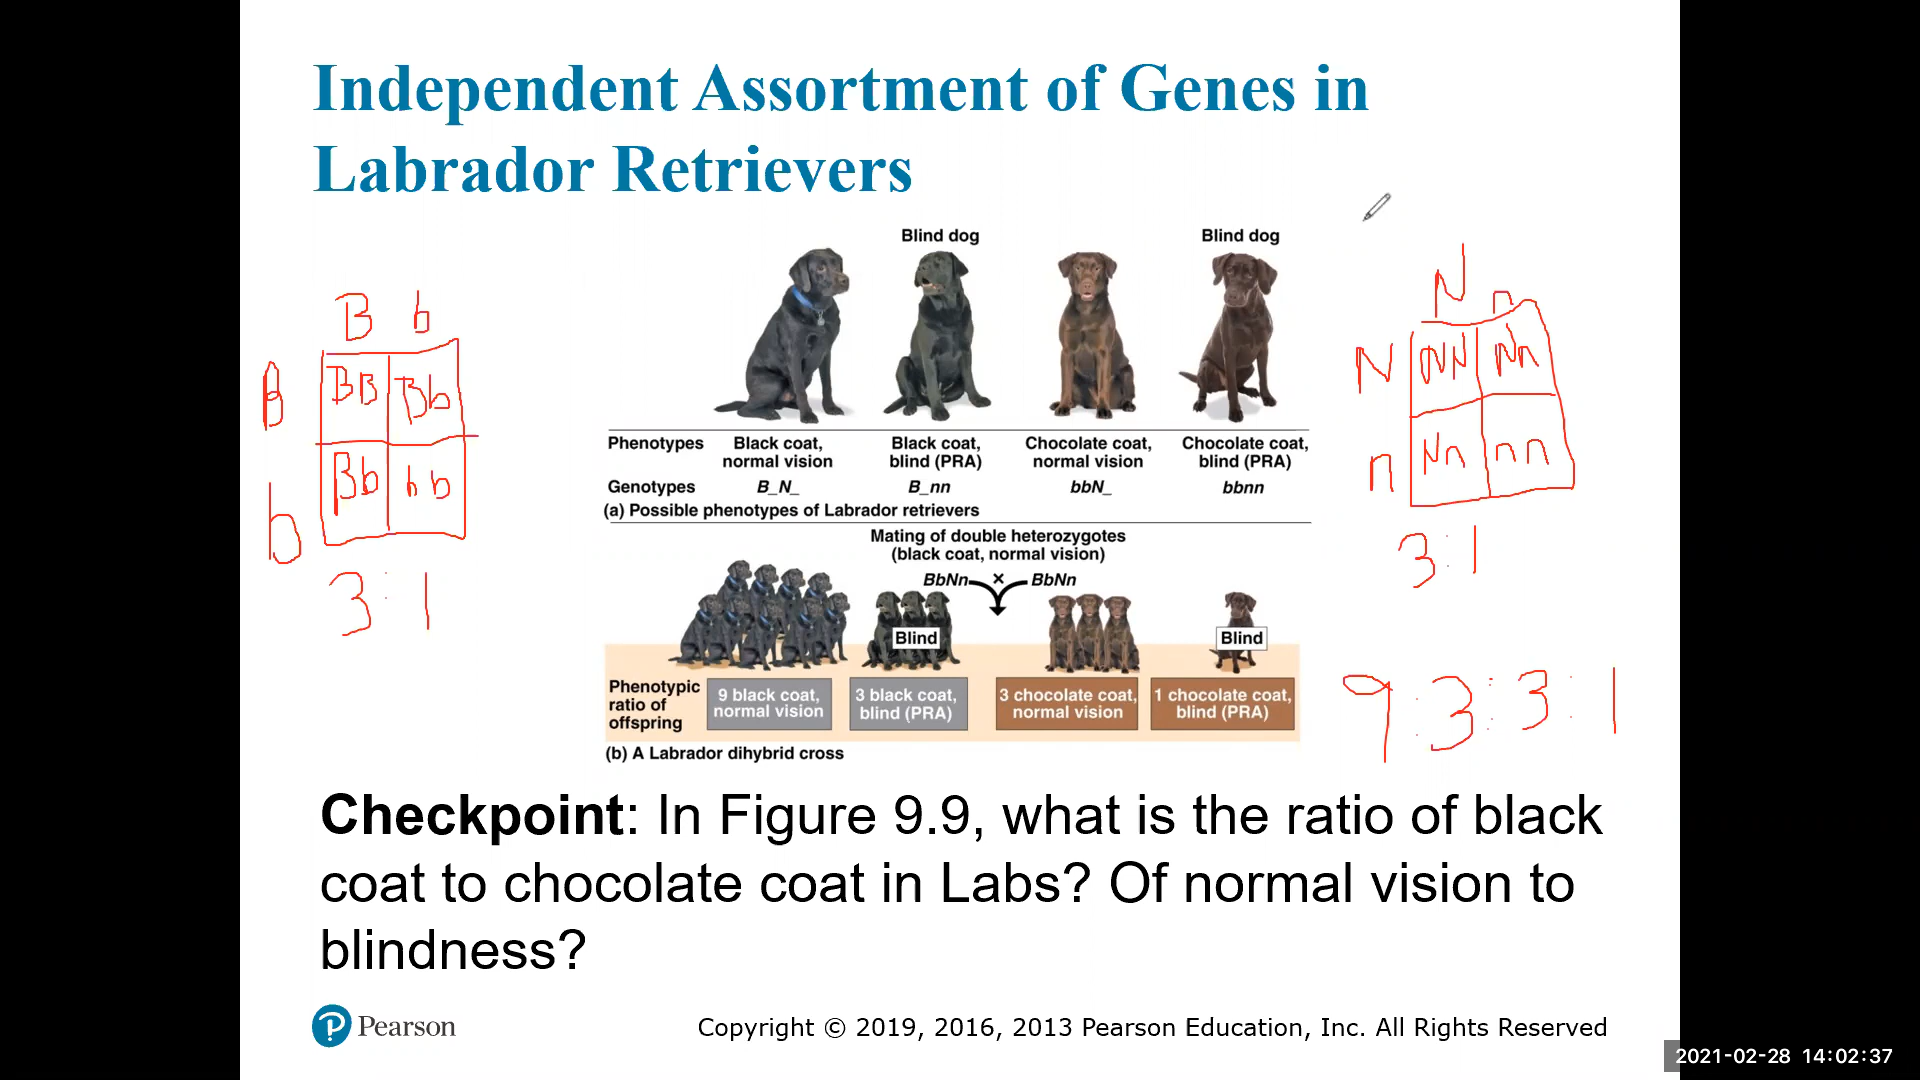 Independent Assortment of Genes in
Labrador Retrievers
Blind dog
Blind dog
B b
B BB Bb
b Bb bb
3 : 1
N n
N NN Nn
n Nn nn
3 : 1
Phenotypes
Black coat,
normal vision
Black coat,
blind (PRA)
Chocolate coat,
normal vision
Chocolate coat,
blind (PRA)
Genotypes B_N_ B_nn bbN_ bbnn
(a) Possible phenotypes of Labrador retrievers
Mating of double heterozygotes
(black coat, normal vision)
BbNn × BbNn
Blind
Blind
Phenotypic
ratio of
offspring
9 black coat,
normal vision
3 black coat,
blind (PRA)
3 chocolate coat,
normal vision
1 chocolate coat,
blind (PRA)
9 : 3 : 3 : 1
(b) A Labrador dihybrid cross
Checkpoint: In Figure 9.9, what is the ratio of black
coat to chocolate coat in Labs? Of normal vision to
blindness?
P Pearson
Copyright © 2019, 2016, 2013 Pearson Education, Inc. All Rights Reserved
2021-02-28 14:02:37